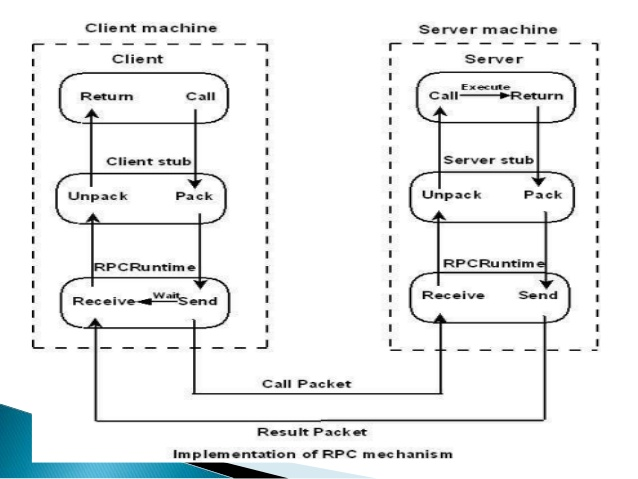 Client machine
Client
Return Call
Client stub
Unpack Pack
RPCRuntime
Receive Wait Send
Server machine
Server
Call Execute Return
Server stub
Unpack Pack
RPCRuntime
Receive Send
Call Packet
Result Packet
Implementation of RPC mechanism